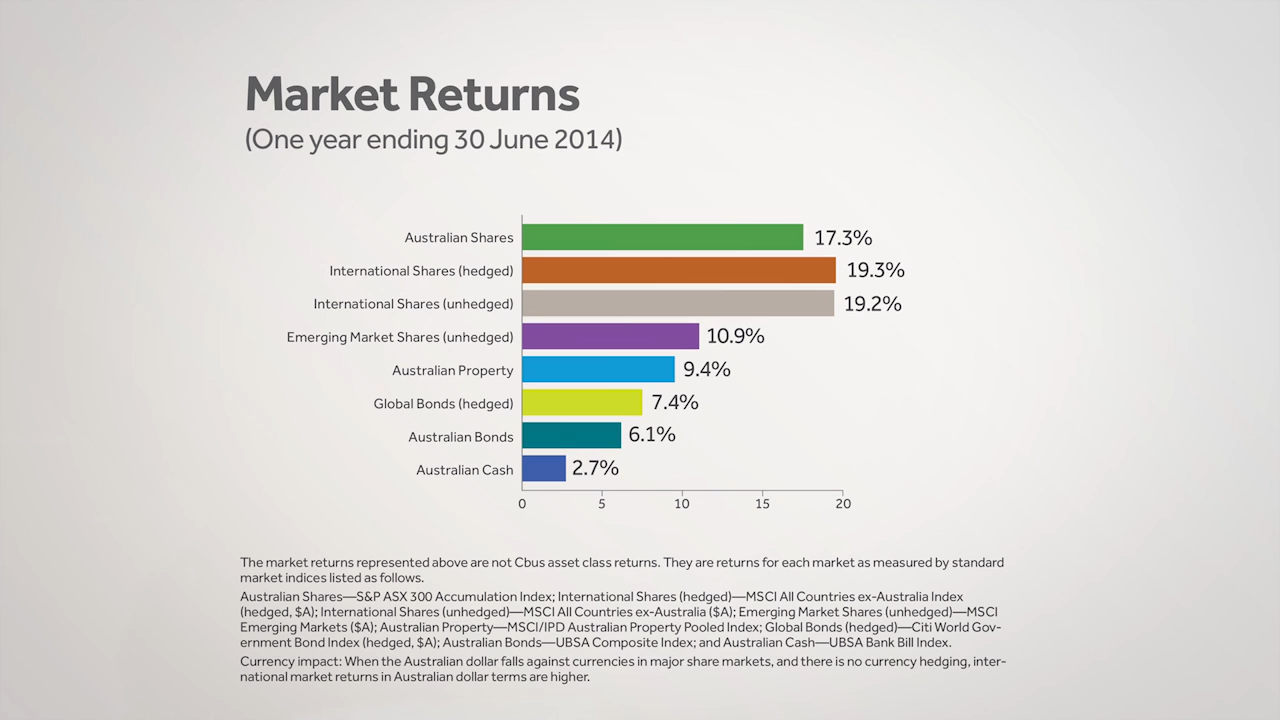 Market Returns
(One year ending 30 June 2014)
Australian Shares 17.3%
International Shares (hedged) 19.3%
International Shares (unhedged) 19.2%
Emerging Market Shares (unhedged) 10.9%
Australian Property 9.4%
Global Bonds (hedged) 7.4%
Australian Bonds 6.1%
Australian Cash 2.7%
0 5 10 15 20
The market returns represented above are not Cbus asset class returns. They are returns for each market as measured by standard
market indices listed as follows.
Australian Shares—S&P ASX 300 Accumulation Index; International Shares (hedged)—MSCI All Countries ex-Australia Index
(hedged, $A); International Shares (unhedged)—MSCI All Countries ex-Australia ($A); Emerging Market Shares (unhedged)—MSCI
Emerging Markets ($A); Australian Property—MSCI/IPD Australian Property Pooled Index; Global Bonds (hedged)—Citi World Gov-
ernment Bond Index (hedged, $A); Australian Bonds—UBSA Composite Index; and Australian Cash—UBSA Bank Bill Index.
Currency impact: When the Australian dollar falls against currencies in major share markets, and there is no currency hedging, inter-
national market returns in Australian dollar terms are higher.